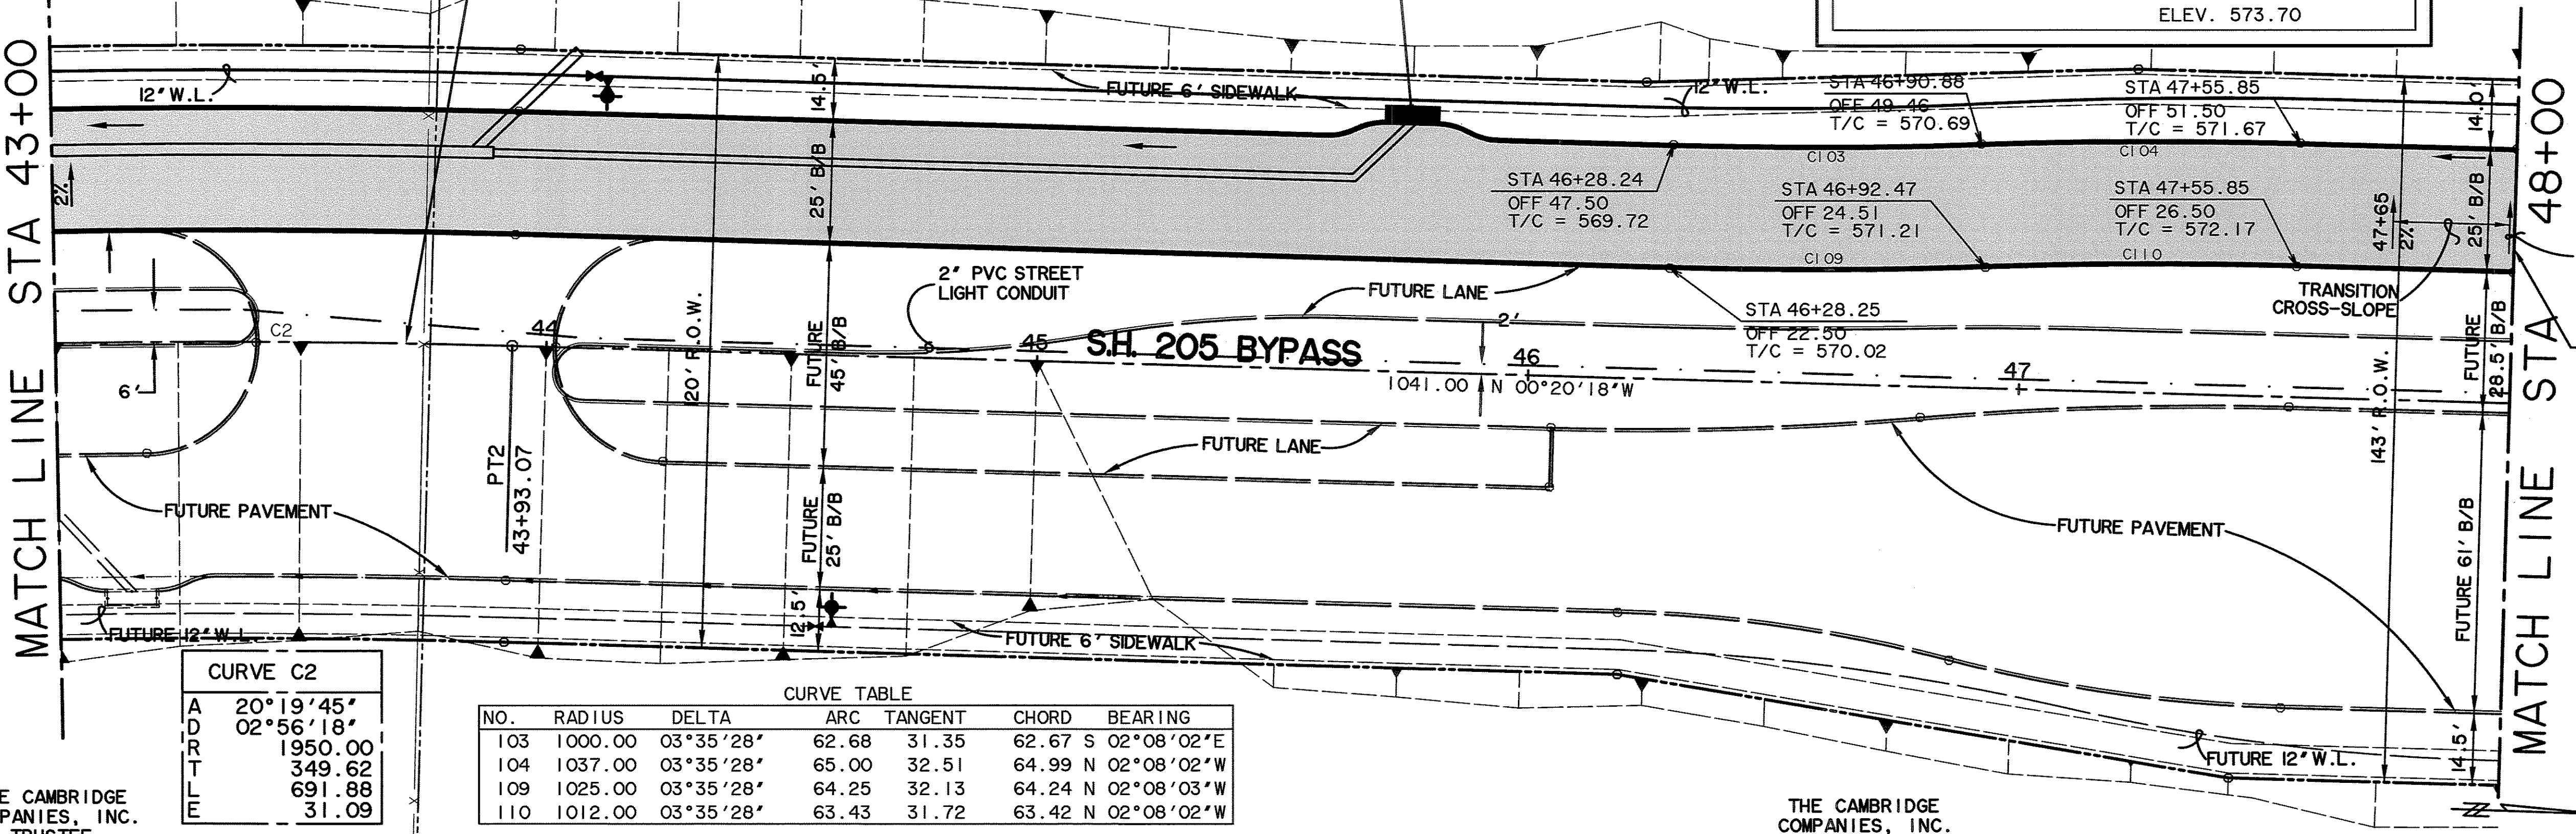 ELEV. 573.70
MATCH LINE STA 43+00
12" W.L.
14.5'
FUTURE 6' SIDEWALK
12" W.L.
STA 46+90.88
OFF 49.46
T/C = 570.69
STA 47+55.85
OFF 51.50
T/C = 571.67
14.0'
MATCH LINE STA 48+00
2%
25' B/B
C103
C104
STA 46+28.24
OFF 47.50
T/C = 569.72
STA 46+92.47
OFF 24.51
T/C = 571.21
STA 47+55.85
OFF 26.50
T/C = 572.17
47+65
2%
25' B/B
C109
C110
2" PVC STREET
LIGHT CONDUIT
FUTURE LANE
TRANSITION
CROSS-SLOPE
STA 46+28.25
OFF 22.50
T/C = 570.02
C2
44
120' R.O.W.
FUTURE
45' B/B
45
S.H. 205 BYPASS
2'
46
1041.00 N 00°20'18"W
47
143' R.O.W.
FUTURE
28.5' B/B
6'
PT2
43+93.07
FUTURE LANE
FUTURE PAVEMENT
FUTURE
25' B/B
FUTURE PAVEMENT
FUTURE 61' B/B
12.5'
FUTURE 12" W.L.
FUTURE 6' SIDEWALK
FUTURE 12" W.L.
14.5'
CURVE C2
A 20°19'45"
D 02°56'18"
R 1950.00
T 349.62
L 691.88
E 31.09
CURVE TABLE
NO. RADIUS DELTA ARC TANGENT CHORD BEARING
103 1000.00 03°35'28" 62.68 31.35 62.67 S 02°08'02"E
104 1037.00 03°35'28" 65.00 32.51 64.99 N 02°08'02"W
109 1025.00 03°35'28" 64.25 32.13 64.24 N 02°08'03"W
110 1012.00 03°35'28" 63.43 31.72 63.42 N 02°08'02"W
E CAMBRIDGE
PANIES, INC.
TRUSTEE
THE CAMBRIDGE
COMPANIES, INC.
N